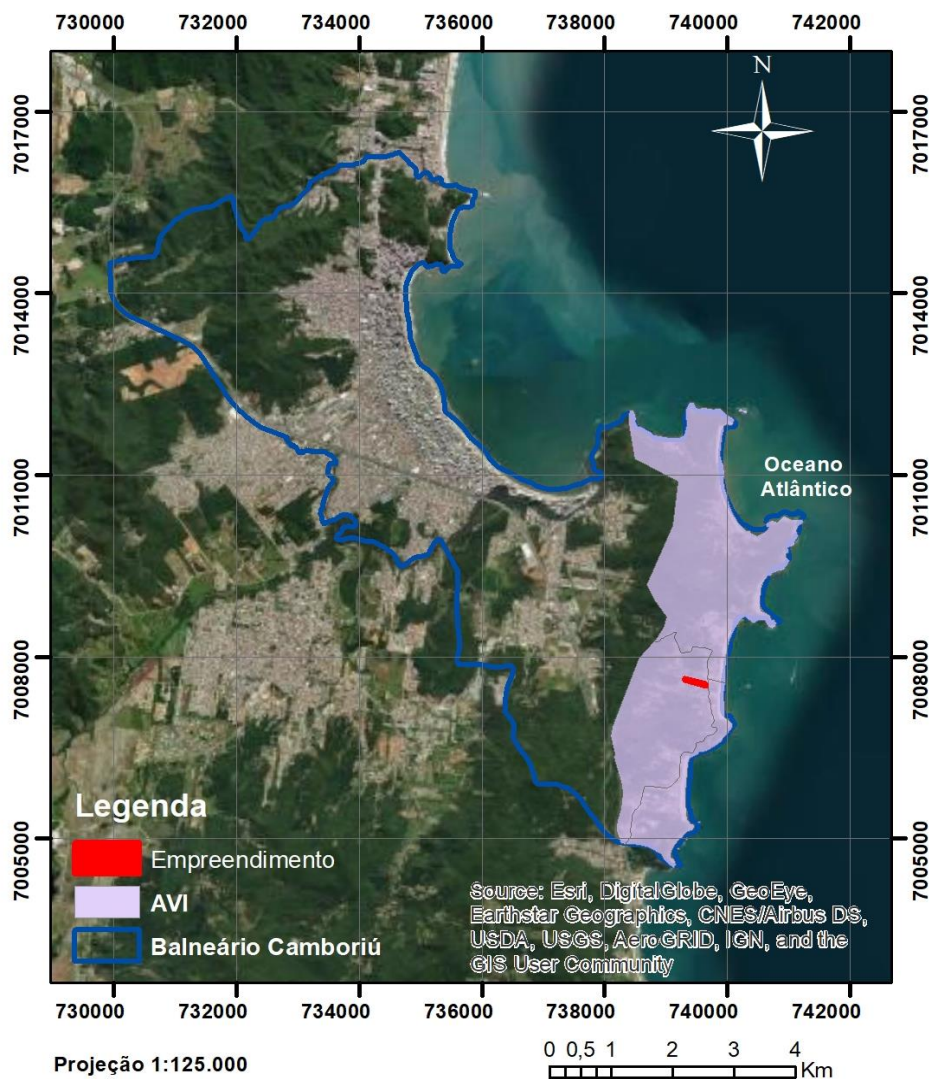 730000 732000 734000 736000 738000 740000 742000
N
7017000 7017000
7014000 7014000
7011000 7011000
7008000 7008000
7005000 7005000
Oceano
Atlântico
Legenda
Empreendimento
AVI
Balneário Camboriú
Source: Esri, DigitalGlobe, GeoEye,
Earthstar Geographics, CNES/Airbus DS,
USDA, USGS, AeroGRID, IGN, and the
GIS User Community
730000 732000 734000 736000 738000 740000 742000
Projeção 1:125.000
0 0,5 1 2 3 4
Km